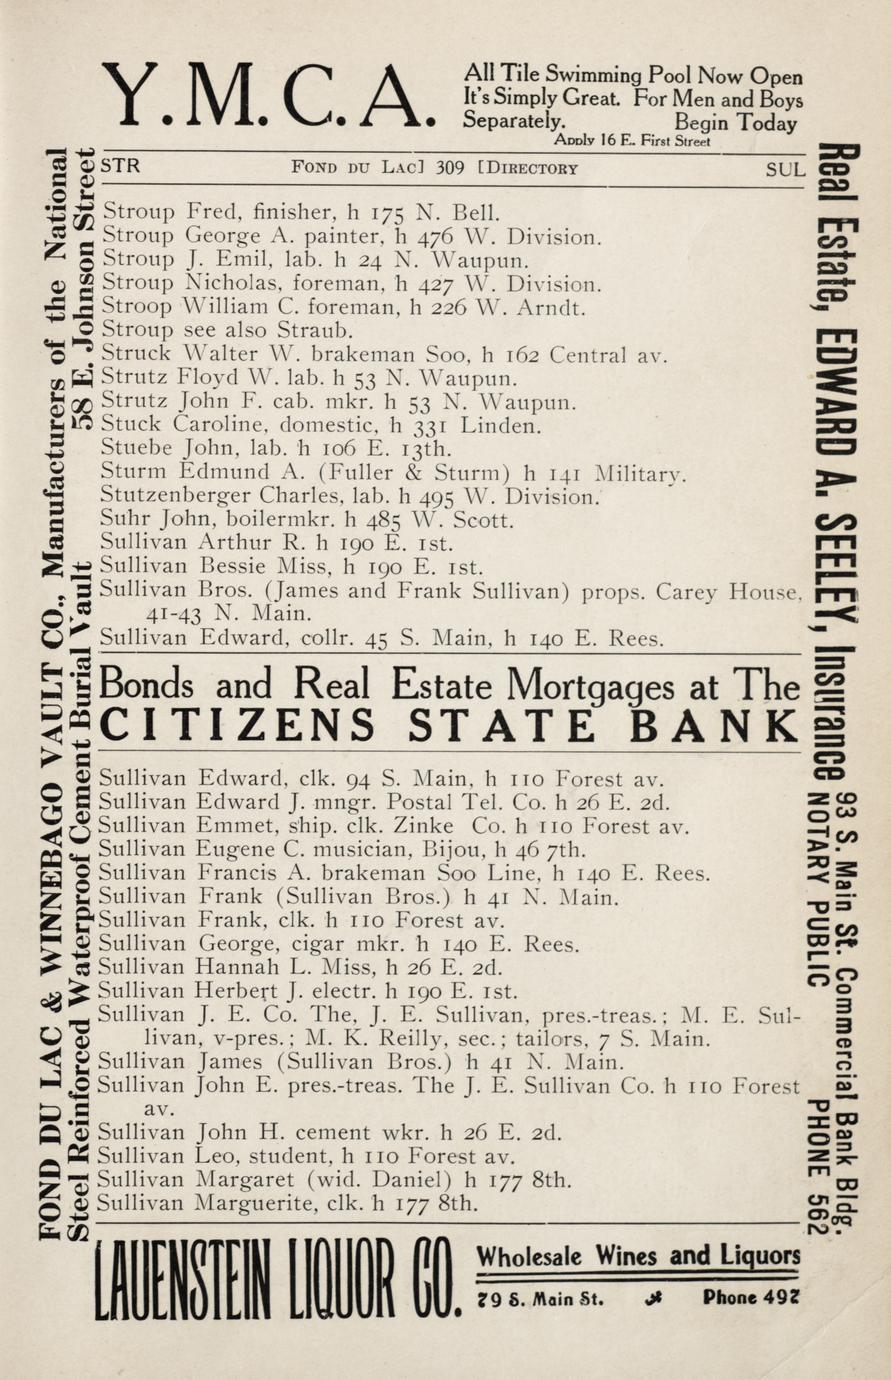 Y.M.C.A.
All Tile Swimming Pool Now Open
It's Simply Great. For Men and Boys
Separately. Begin Today
Apply 16 E. First Street
STR FOND DU LAC] 309 [DIRECTORY SUL
Stroup Fred, finisher, h 175 N. Bell.
Stroup George A. painter, h 476 W. Division.
Stroup J. Emil, lab. h 24 N. Waupun.
Stroup Nicholas, foreman, h 427 W. Division.
Stroop William C. foreman, h 226 W. Arndt.
Stroup see also Straub.
Struck Walter W. brakeman Soo, h 162 Central av.
Strutz Floyd W. lab. h 53 N. Waupun.
Strutz John F. cab. mkr. h 53 N. Waupun.
Stuck Caroline, domestic, h 331 Linden.
Stuebe John, lab. h 106 E. 13th.
Sturm Edmund A. (Fuller & Sturm) h 141 Military.
Stutzenberger Charles, lab. h 495 W. Division.
Suhr John, boilermkr. h 485 W. Scott.
Sullivan Arthur R. h 190 E. 1st.
Sullivan Bessie Miss, h 190 E. 1st.
Sullivan Bros. (James and Frank Sullivan) props. Carey House,
41-43 N. Main.
Sullivan Edward, collr. 45 S. Main, h 140 E. Rees.
Bonds and Real Estate Mortgages at The
CITIZENS STATE BANK
Sullivan Edward, clk. 94 S. Main, h 110 Forest av.
Sullivan Edward J. mngr. Postal Tel. Co. h 26 E. 2d.
Sullivan Emmet, ship. clk. Zinke Co. h 110 Forest av.
Sullivan Eugene C. musician, Bijou, h 46 7th.
Sullivan Francis A. brakeman Soo Line, h 140 E. Rees.
Sullivan Frank (Sullivan Bros.) h 41 N. Main.
Sullivan Frank, clk. h 110 Forest av.
Sullivan George, cigar mkr. h 140 E. Rees.
Sullivan Hannah L. Miss, h 26 E. 2d.
Sullivan Herbert J. electr. h 190 E. 1st.
Sullivan J. E. Co. The, J. E. Sullivan, pres.-treas.; M. E. Sul-
livan, v-pres.; M. K. Reilly, sec.; tailors, 7 S. Main.
Sullivan James (Sullivan Bros.) h 41 N. Main.
Sullivan John E. pres.-treas. The J. E. Sullivan Co. h 110 Forest
av.
Sullivan John H. cement wkr. h 26 E. 2d.
Sullivan Leo, student, h 110 Forest av.
Sullivan Margaret (wid. Daniel) h 177 8th.
Sullivan Marguerite, clk. h 177 8th.
LAUENSTEIN LIQUOR CO.
Wholesale Wines and Liquors
79 S. Main St. Phone 497
FOND DU LAC & WINNEBAGO VAULT CO., Manufacturers of the National
Steel Reinforced Waterproof Cement Burial Vault 58 E. Johnson Street
Real Estate, EDWARD A. SEELEY, Insurance
93 S. Main St. Commercial Bank Bldg.
NOTARY PUBLIC PHONE 562